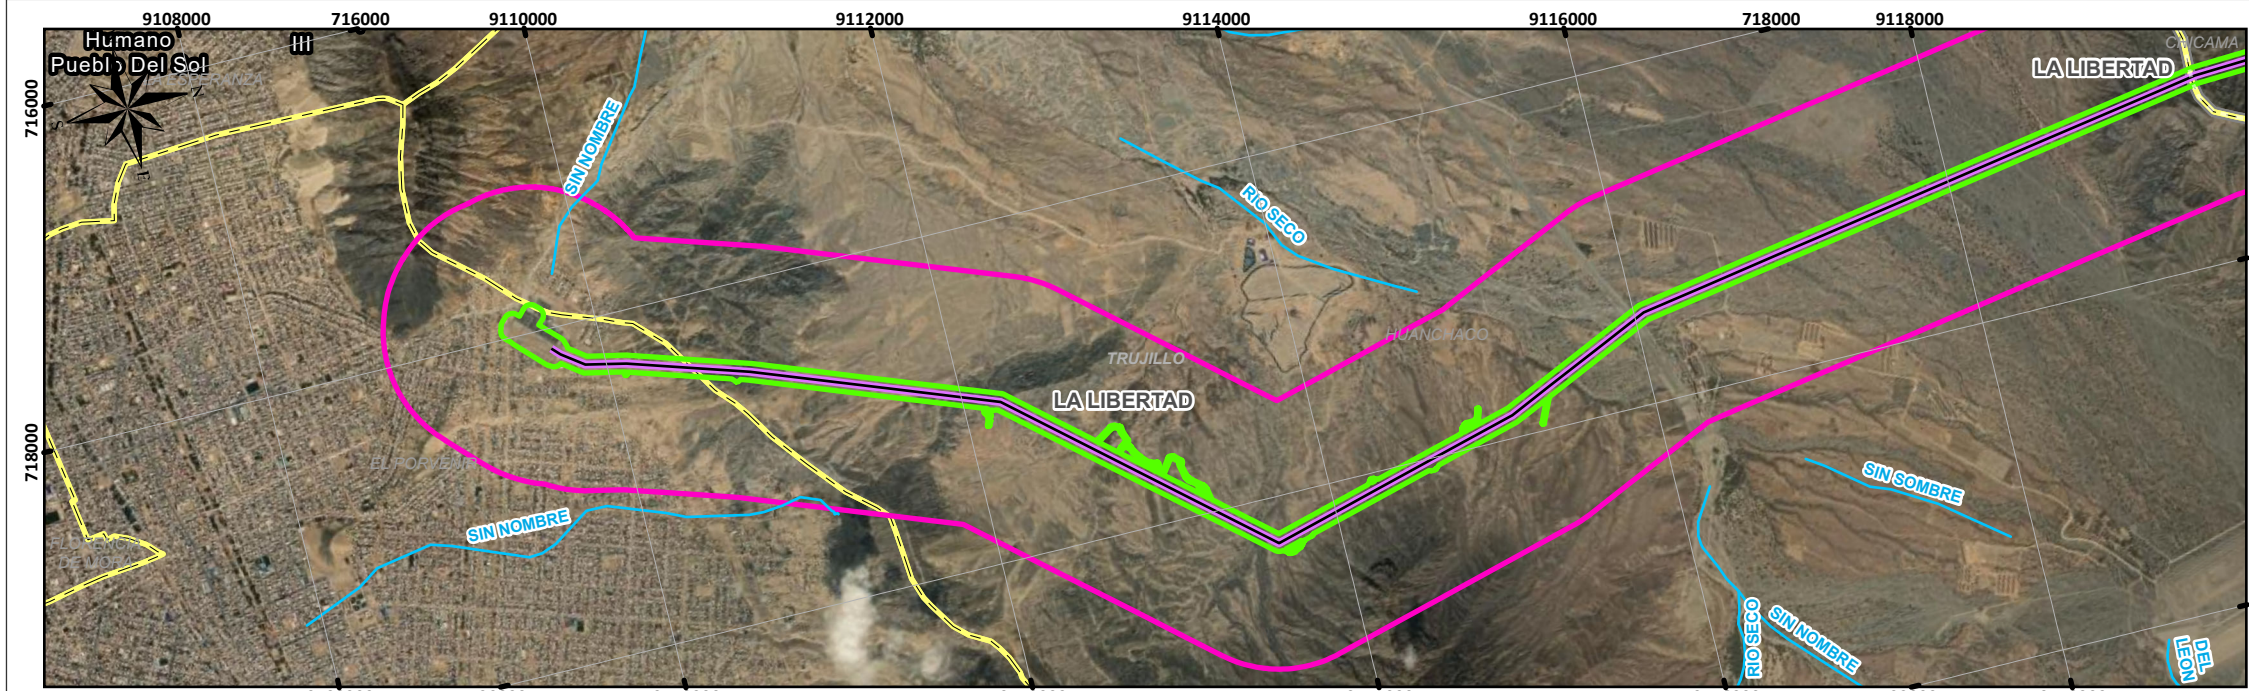 9108000
716000
9110000
9112000
9114000
9116000
718000
9118000
Humano
Pueblo Del Sol
III
CHICAMA
LA LIBERTAD
N
S
E
716000
SIN NOMBRE
RIO SECO
HUANCHACO
TRUJILLO
LA LIBERTAD
718000
EL PORVENIR
SIN NOMBRE
SIN SOMBRE
RIO SECO
SIN NOMBRE
DEL
LEON